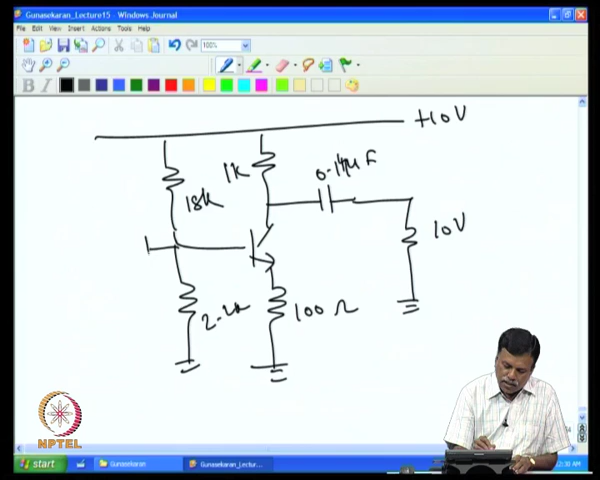 Gunasekaran_Lecture15 - Windows Journal
File Edit View Insert Actions Tools Help
100%
B I
+10V
1k
0.14µF
18k
10V
2.2k
100 Ω
NPTEL
start
Gunasekaran
Gunasekaran_Lectur...